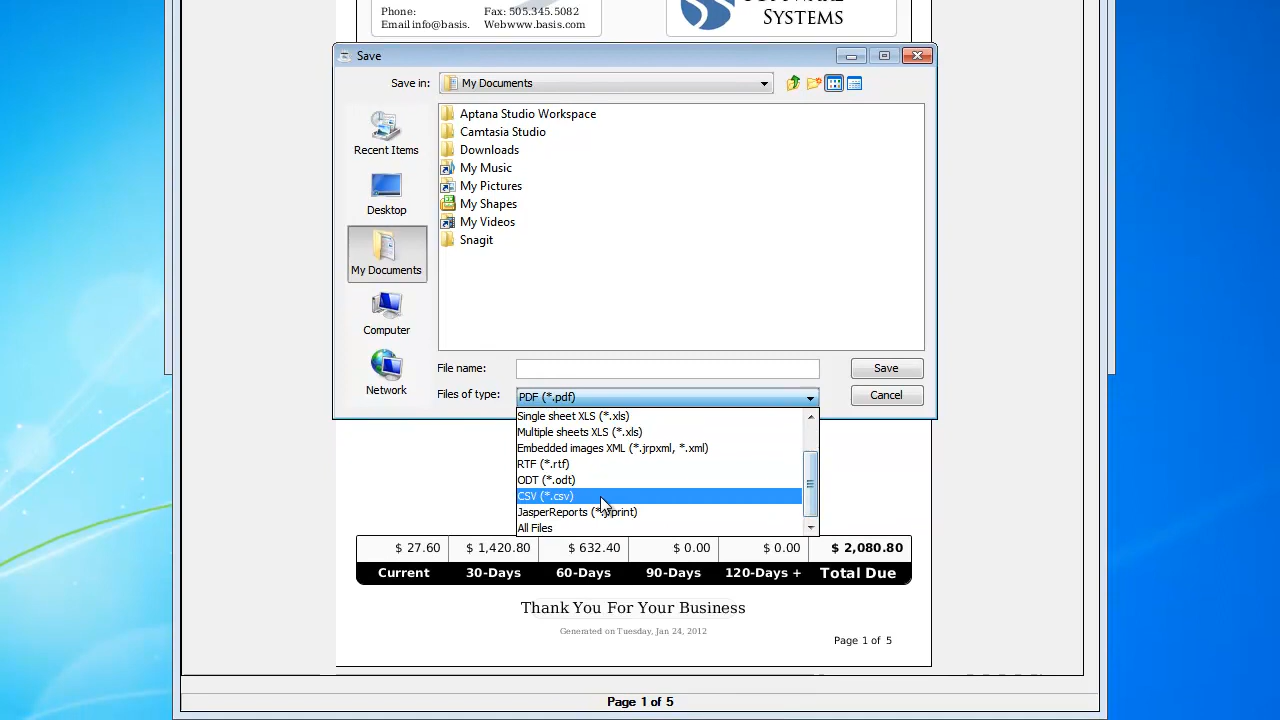 Phone:
Fax: 505.345.5082
Email info@basis.
Web www.basis.com
SYSTEMS
Save
Save in:
My Documents
Recent Items
Desktop
My Documents
Computer
Network
Aptana Studio Workspace
Camtasia Studio
Downloads
My Music
My Pictures
My Shapes
My Videos
Snagit
File name:
Save
Files of type:
PDF (*.pdf)
Cancel
Single sheet XLS (*.xls)
Multiple sheets XLS (*.xls)
Embedded images XML (*.jrpxml, *.xml)
RTF (*.rtf)
ODT (*.odt)
CSV (*.csv)
JasperReports
All Files
$ 27.60 $ 1,420.80 $ 632.40 $ 0.00 $ 0.00 $ 2,080.80
Current 30-Days 60-Days 90-Days 120-Days + Total Due
Thank You For Your Business
Generated on Tuesday, Jan 24, 2012
Page 1 of 5
Page 1 of 5